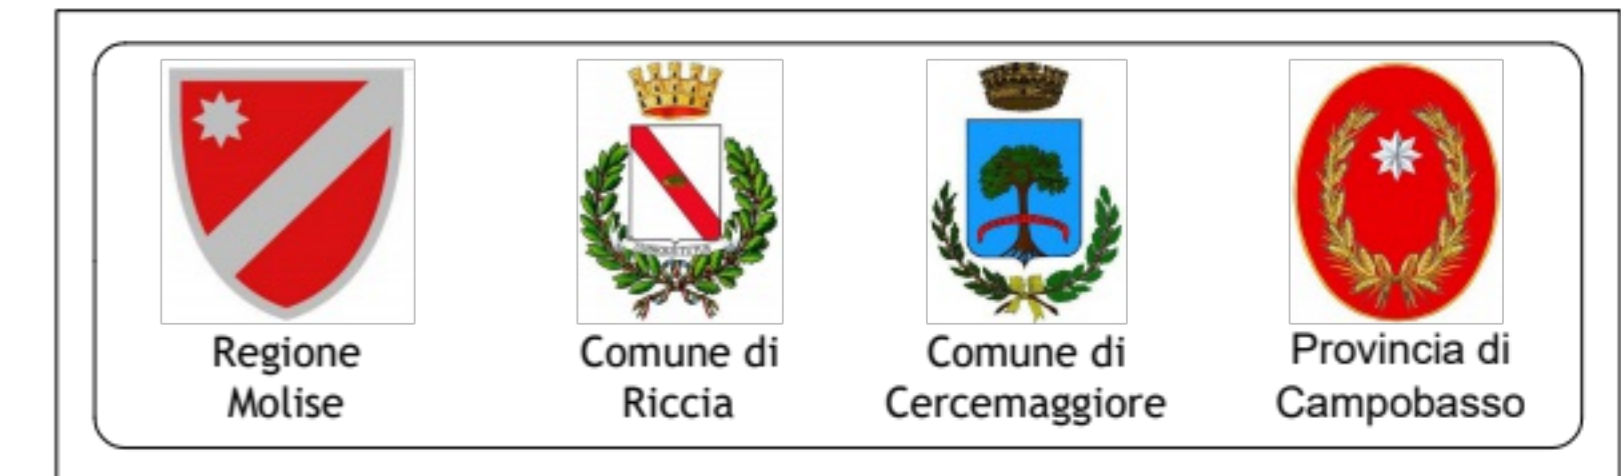 Regione
Molise
Comune di
Riccia
Comune di
Cercemaggiore
Provincia di
Campobasso